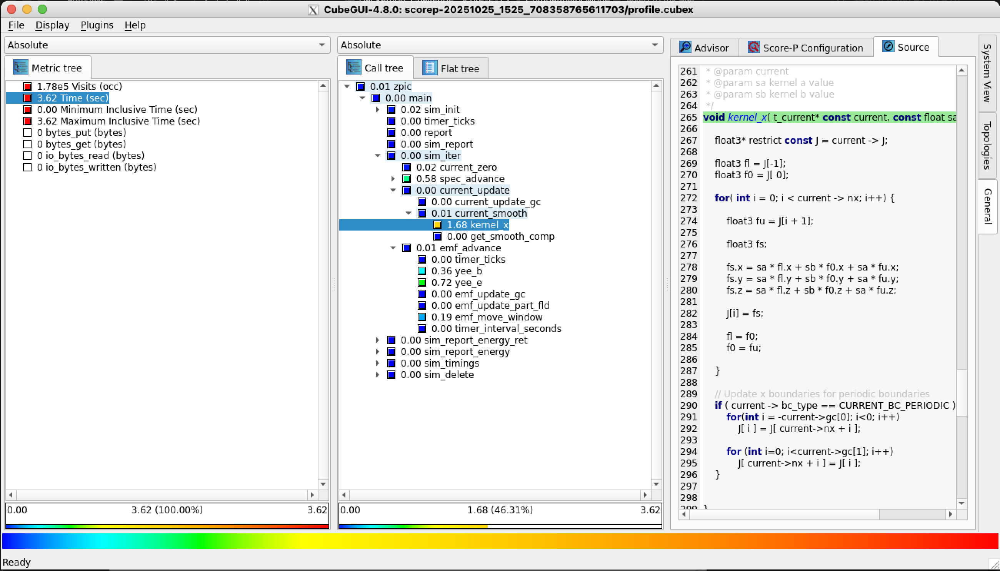 CubeGUI-4.8.0: scorep-20251025_1525_708358765611703/profile.cubex
File Display Plugins Help
Absolute
Metric tree
1.78e5 Visits (occ)
3.62 Time (sec)
0.00 Minimum Inclusive Time (sec)
3.62 Maximum Inclusive Time (sec)
0 bytes_put (bytes)
0 bytes_get (bytes)
0 io_bytes_read (bytes)
0 io_bytes_written (bytes)
0.00 3.62 (100.00%) 3.62
Absolute
Call tree Flat tree
0.01 zpic
0.00 main
0.02 sim_init
0.00 timer_ticks
0.00 report
0.00 sim_report
0.00 sim_iter
0.02 current_zero
0.58 spec_advance
0.00 current_update
0.00 current_update_gc
0.01 current_smooth
1.68 kernel_x
0.00 get_smooth_comp
0.01 emf_advance
0.00 timer_ticks
0.36 yee_b
0.72 yee_e
0.00 emf_update_gc
0.00 emf_update_part_fld
0.19 emf_move_window
0.00 timer_interval_seconds
0.00 sim_report_energy_ret
0.00 sim_report_energy
0.00 sim_timings
0.00 sim_delete
0.00 1.68 (46.31%) 3.62
Advisor Score-P Configuration Source
261 * @param current
262 * @param sa kernel a value
263 * @param sb kernel b value
264 */
265 void kernel_x( t_current* const current, const float sa
266
267 float3* restrict const J = current -> J;
268
269 float3 fl = J[-1];
270 float3 f0 = J[ 0];
271
272 for( int i = 0; i < current -> nx; i++) {
273
274 float3 fu = J[i + 1];
275
276 float3 fs;
277
278 fs.x = sa * fl.x + sb * f0.x + sa * fu.x;
279 fs.y = sa * fl.y + sb * f0.y + sa * fu.y;
280 fs.z = sa * fl.z + sb * f0.z + sa * fu.z;
281
282 J[i] = fs;
283
284 fl = f0;
285 f0 = fu;
286
287 }
288
289 // Update x boundaries for periodic boundaries
290 if ( current -> bc_type == CURRENT_BC_PERIODIC )
291 for(int i = -current->gc[0]; i<0; i++)
292 J[ i ] = J[ current->nx + i ];
293
294 for (int i=0; i<current->gc[1]; i++)
295 J[ current->nx + i ] = J[ i ];
296 }
297
298
System View
Topologies
General
Ready